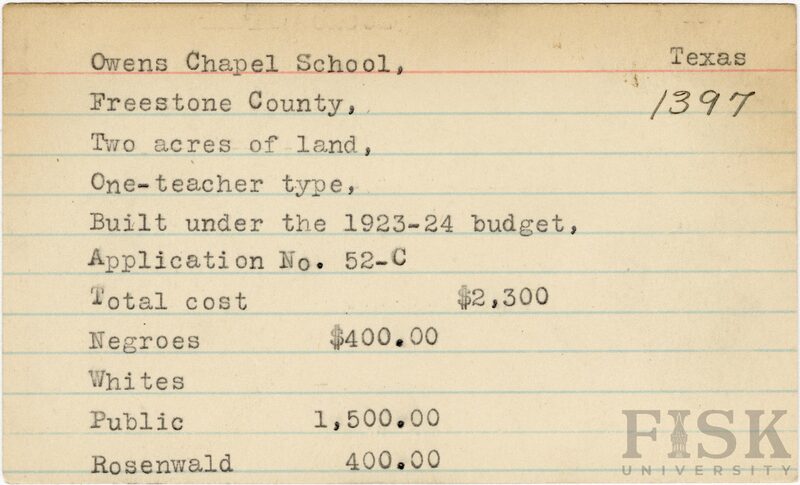 Owens Chapel School,
Texas
Freestone County,
1397
Two acres of land,
One-teacher type,
Built under the 1923-24 budget,
Application No. 52-C
Total cost $2,300
Negroes $400.00
Whites
Public 1,500.00
Rosenwald 400.00
FISK
UNIVERSITY